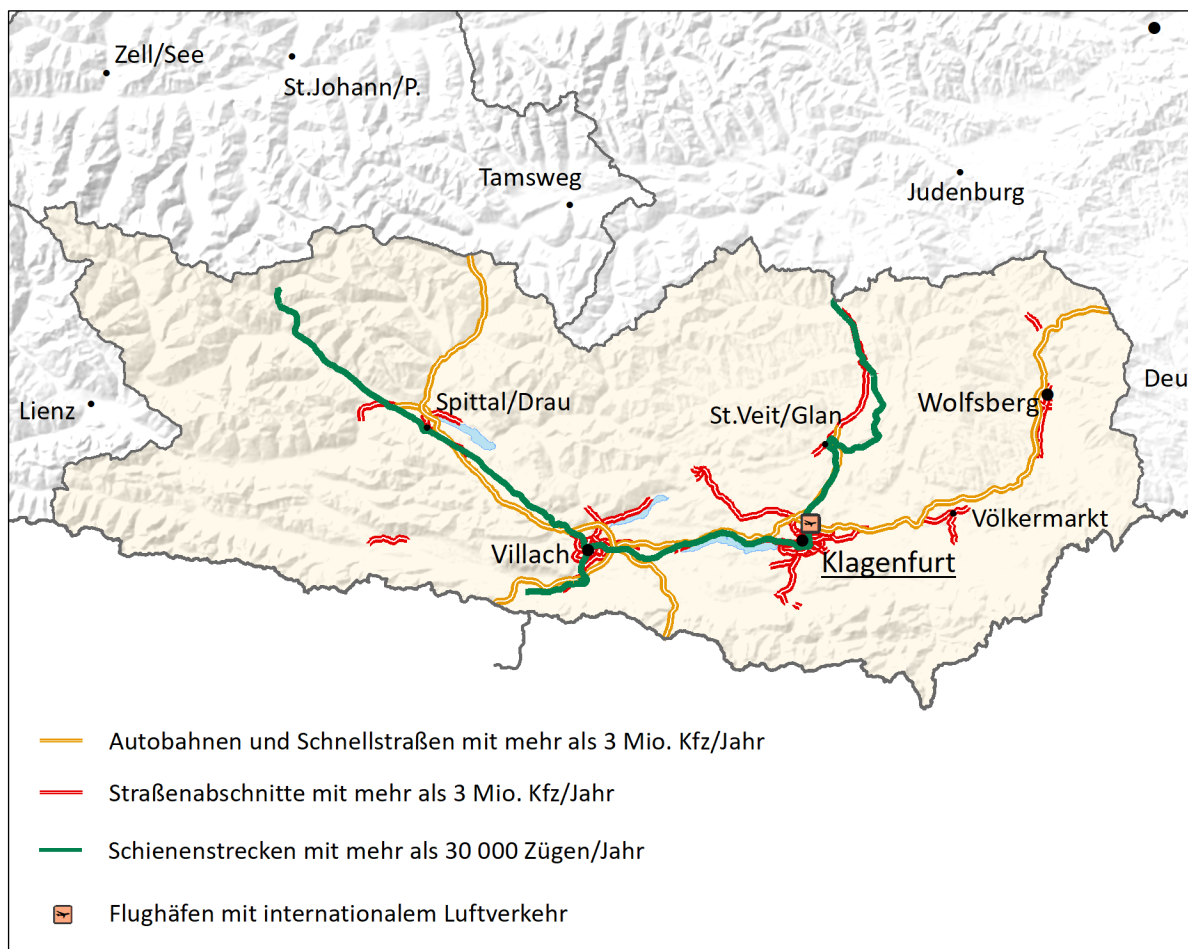 Zell/See
St.Johann/P.
Tamsweg
Judenburg
Lienz
Spittal/Drau
St.Veit/Glan
Wolfsberg
Deu
Völkermarkt
Villach
Klagenfurt
Autobahnen und Schnellstraßen mit mehr als 3 Mio. Kfz/Jahr
Straßenabschnitte mit mehr als 3 Mio. Kfz/Jahr
Schienenstrecken mit mehr als 30 000 Zügen/Jahr
Flughäfen mit internationalem Luftverkehr